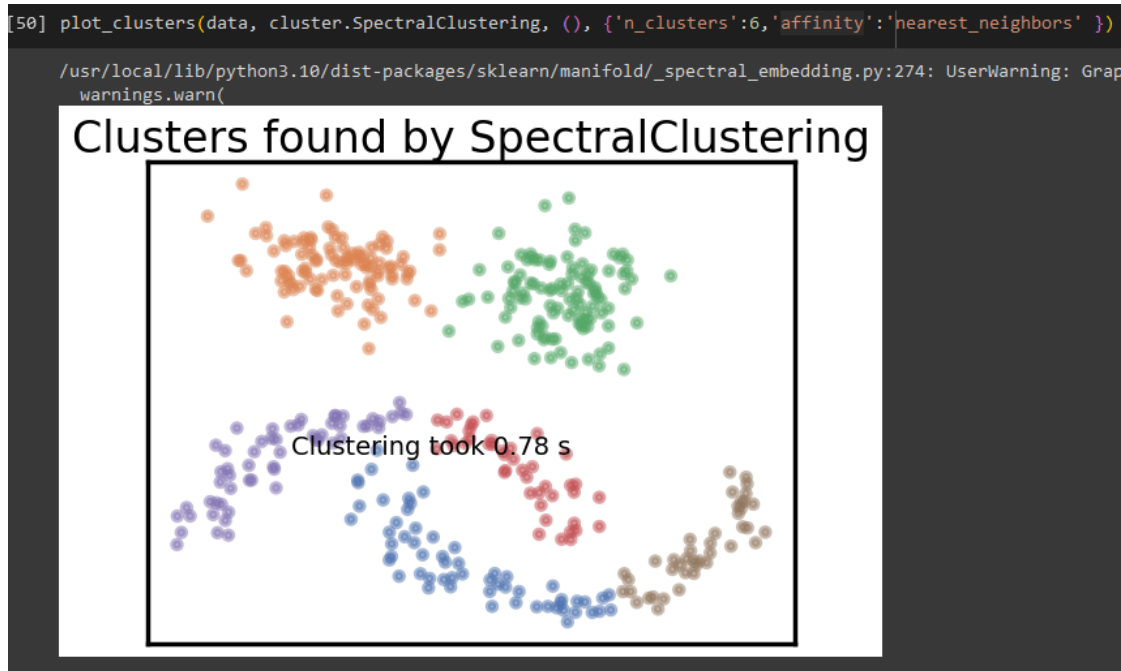 [50] plot_clusters(data, cluster.SpectralClustering, (), {'n_clusters':6,'affinity':'nearest_neighbors' })
/usr/local/lib/python3.10/dist-packages/sklearn/manifold/_spectral_embedding.py:274: UserWarning: Grap
warnings.warn(
Clusters found by SpectralClustering
Clustering took 0.78 s